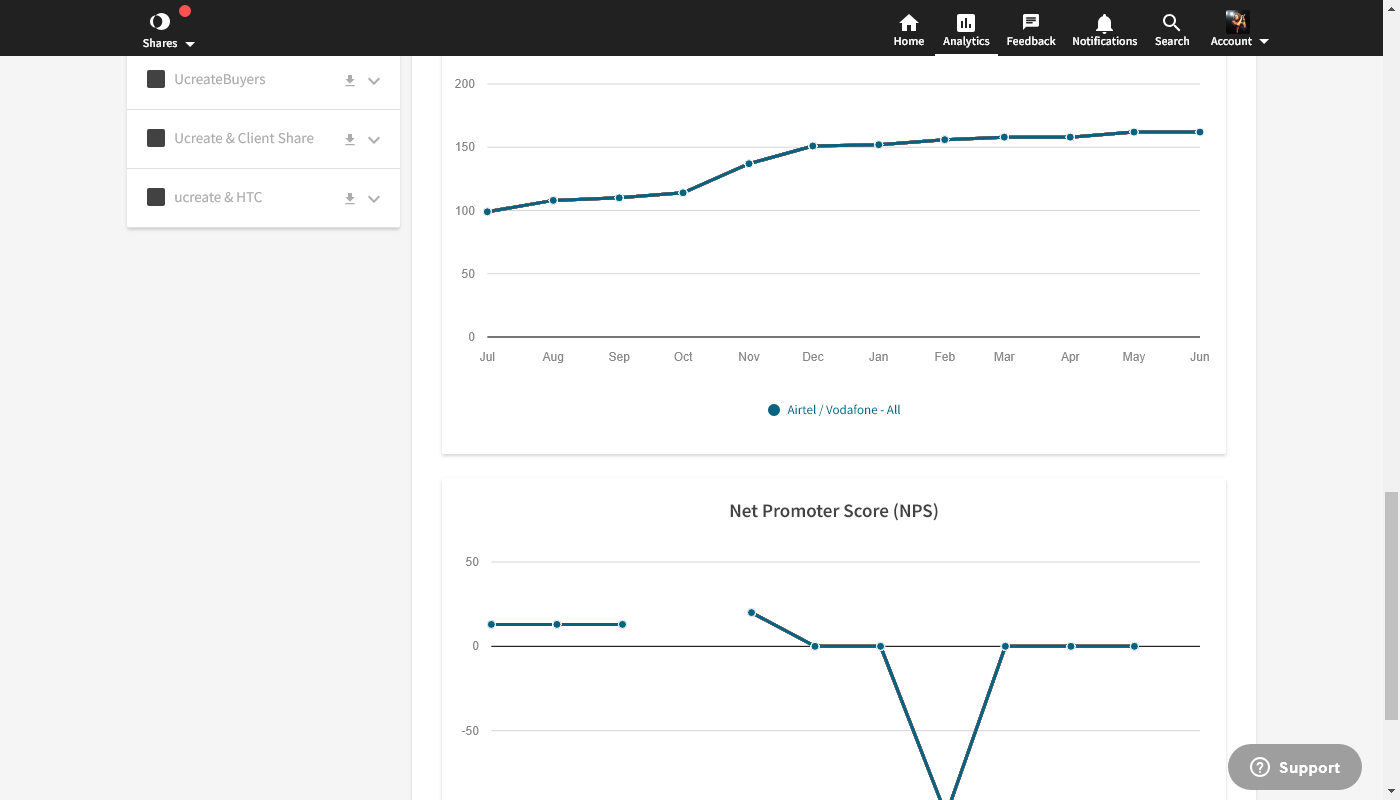 Shares
Home
Analytics
Feedback
Notifications
Search
Account
UcreateBuyers
Ucreate & Client Share
ucreate & HTC
200
150
100
50
0
Jul Aug Sep Oct Nov Dec Jan Feb Mar Apr May Jun
Airtel / Vodafone - All
Net Promoter Score (NPS)
50
0
-50
Support